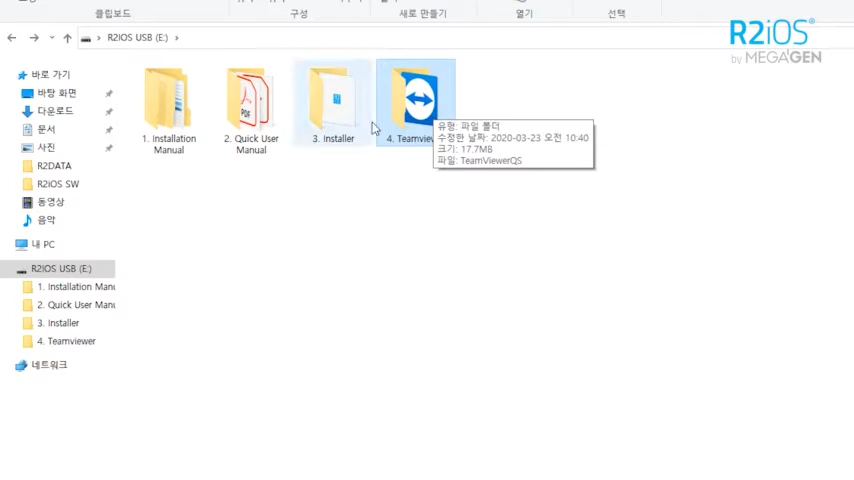 클립보드
구성
새로 만들기
열기
선택
R2IOS USB (E:)
R2iOS®
by MEGA'GEN
바로 가기
바탕 화면
다운로드
문서
사진
R2DATA
R2iOS SW
동영상
음악
내 PC
R2IOS USB (E:)
1. Installation Manu
2. Quick User Manu
3. Installer
4. Teamviewer
네트워크
PDF
1. Installation
Manual
2. Quick User
Manual
3. Installer
4. Teamviewer
유형: 파일 폴더
수정한 날짜: 2020-03-23 오전 10:40
크기: 17.7MB
파일: TeamViewerQS